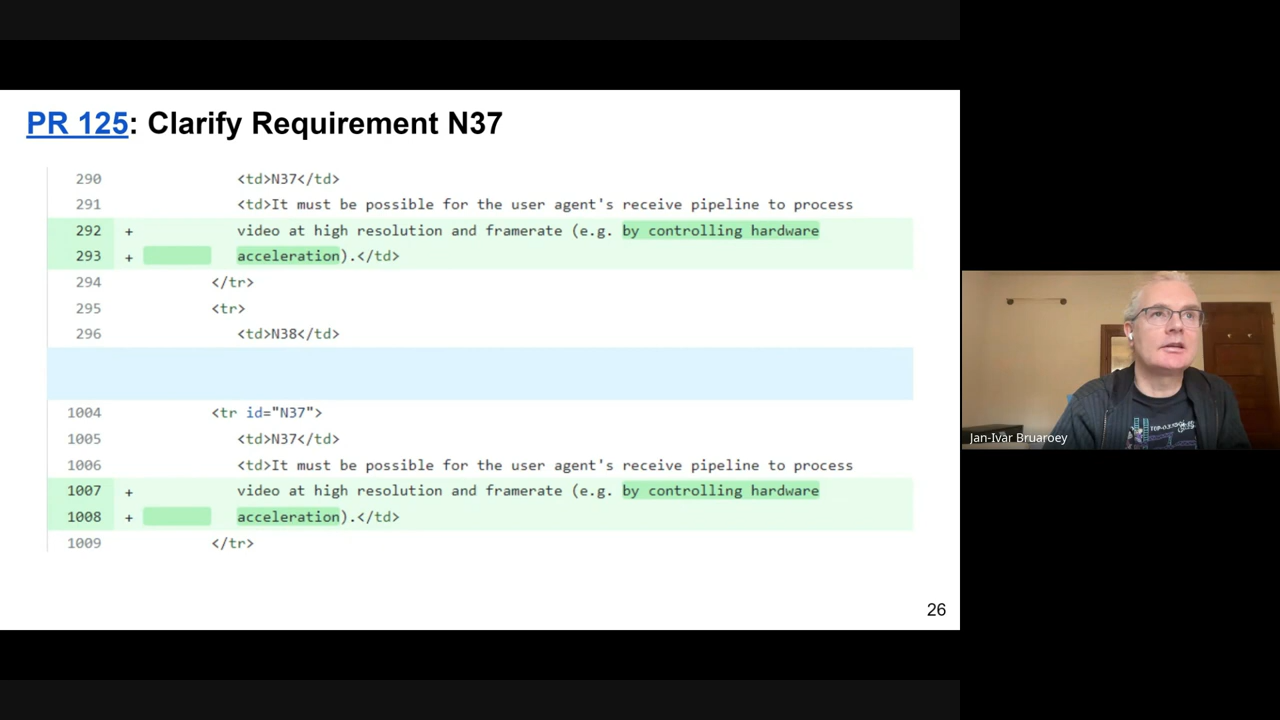 PR 125: Clarify Requirement N37
290 <td>N37</td>
291 <td>It must be possible for the user agent's receive pipeline to process
292 + video at high resolution and framerate (e.g. by controlling hardware
293 + acceleration).</td>
294 </tr>
295 <tr>
296 <td>N38</td>
1004 <tr id="N37">
1005 <td>N37</td>
1006 <td>It must be possible for the user agent's receive pipeline to process
1007 + video at high resolution and framerate (e.g. by controlling hardware
1008 + acceleration).</td>
1009 </tr>
26
Jan-Ivar Bruaroey